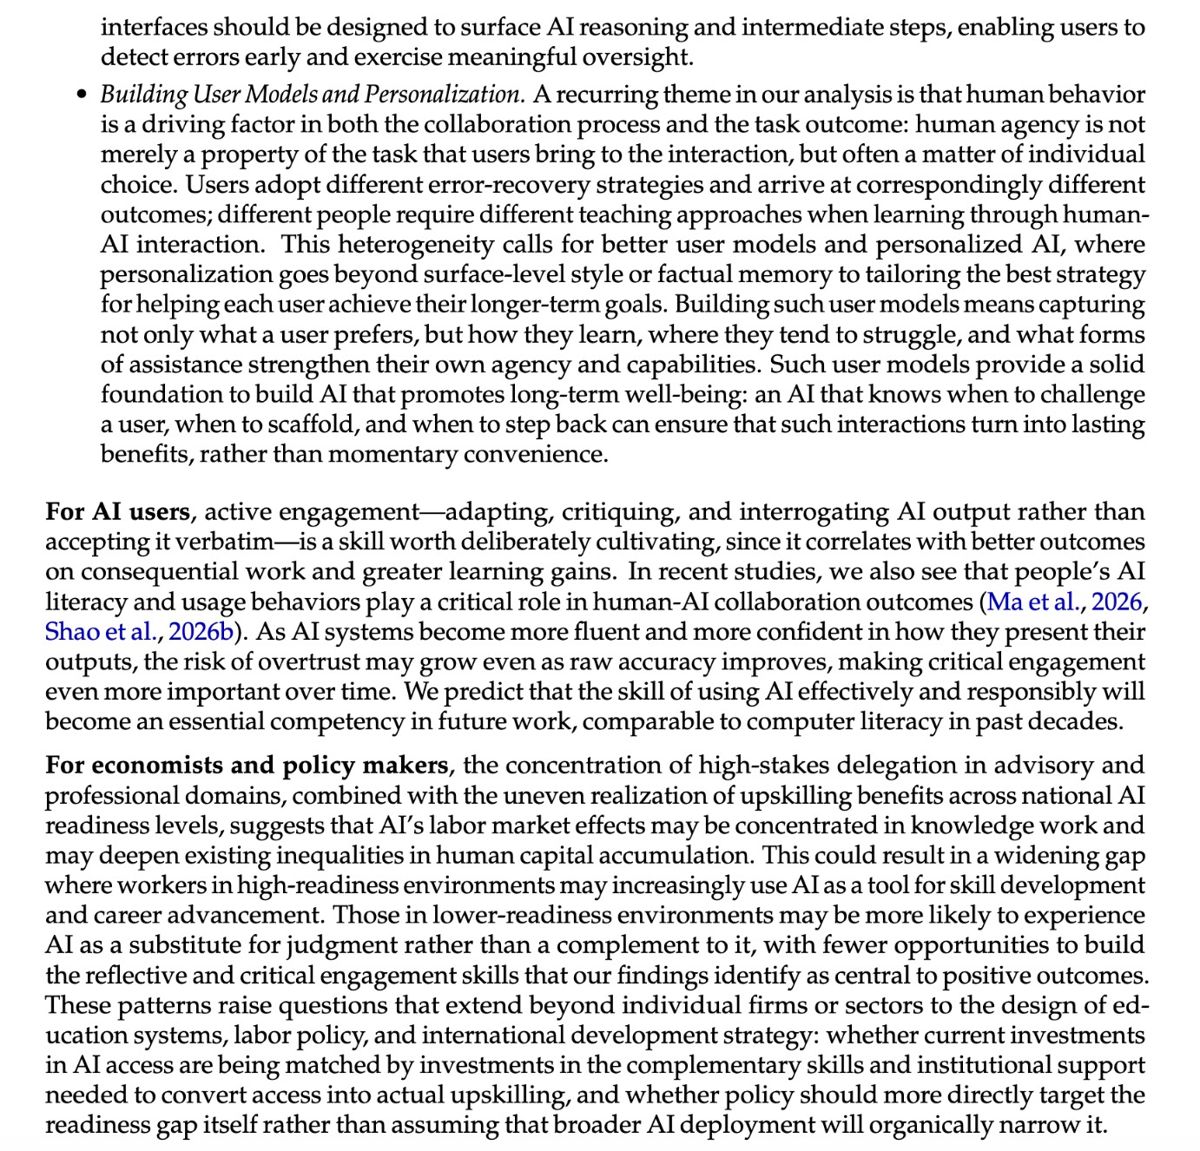 interfaces should be designed to surface AI reasoning and intermediate steps, enabling users to
detect errors early and exercise meaningful oversight.
• Building User Models and Personalization. A recurring theme in our analysis is that human behavior
is a driving factor in both the collaboration process and the task outcome: human agency is not
merely a property of the task that users bring to the interaction, but often a matter of individual
choice. Users adopt different error-recovery strategies and arrive at correspondingly different
outcomes; different people require different teaching approaches when learning through human-
AI interaction. This heterogeneity calls for better user models and personalized AI, where
personalization goes beyond surface-level style or factual memory to tailoring the best strategy
for helping each user achieve their longer-term goals. Building such user models means capturing
not only what a user prefers, but how they learn, where they tend to struggle, and what forms
of assistance strengthen their own agency and capabilities. Such user models provide a solid
foundation to build AI that promotes long-term well-being: an AI that knows when to challenge
a user, when to scaffold, and when to step back can ensure that such interactions turn into lasting
benefits, rather than momentary convenience.
For AI users, active engagement—adapting, critiquing, and interrogating AI output rather than
accepting it verbatim—is a skill worth deliberately cultivating, since it correlates with better outcomes
on consequential work and greater learning gains. In recent studies, we also see that people's AI
literacy and usage behaviors play a critical role in human-AI collaboration outcomes (Ma et al., 2026,
Shao et al., 2026b). As AI systems become more fluent and more confident in how they present their
outputs, the risk of overtrust may grow even as raw accuracy improves, making critical engagement
even more important over time. We predict that the skill of using AI effectively and responsibly will
become an essential competency in future work, comparable to computer literacy in past decades.
For economists and policy makers, the concentration of high-stakes delegation in advisory and
professional domains, combined with the uneven realization of upskilling benefits across national AI
readiness levels, suggests that AI's labor market effects may be concentrated in knowledge work and
may deepen existing inequalities in human capital accumulation. This could result in a widening gap
where workers in high-readiness environments may increasingly use AI as a tool for skill development
and career advancement. Those in lower-readiness environments may be more likely to experience
AI as a substitute for judgment rather than a complement to it, with fewer opportunities to build
the reflective and critical engagement skills that our findings identify as central to positive outcomes.
These patterns raise questions that extend beyond individual firms or sectors to the design of ed-
ucation systems, labor policy, and international development strategy: whether current investments
in AI access are being matched by investments in the complementary skills and institutional support
needed to convert access into actual upskilling, and whether policy should more directly target the
readiness gap itself rather than assuming that broader AI deployment will organically narrow it.